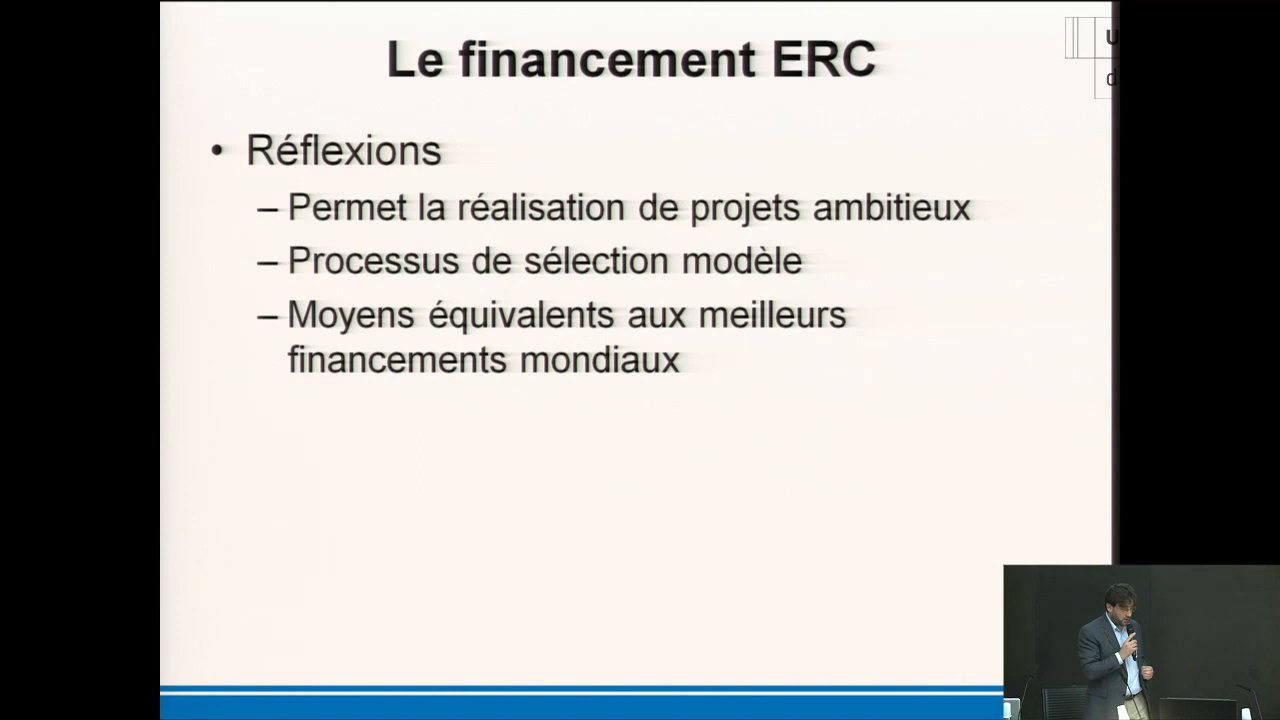 Le financement ERC
• Réflexions
– Permet la réalisation de projets ambitieux
– Processus de sélection modèle
– Moyens équivalents aux meilleurs
financements mondiaux